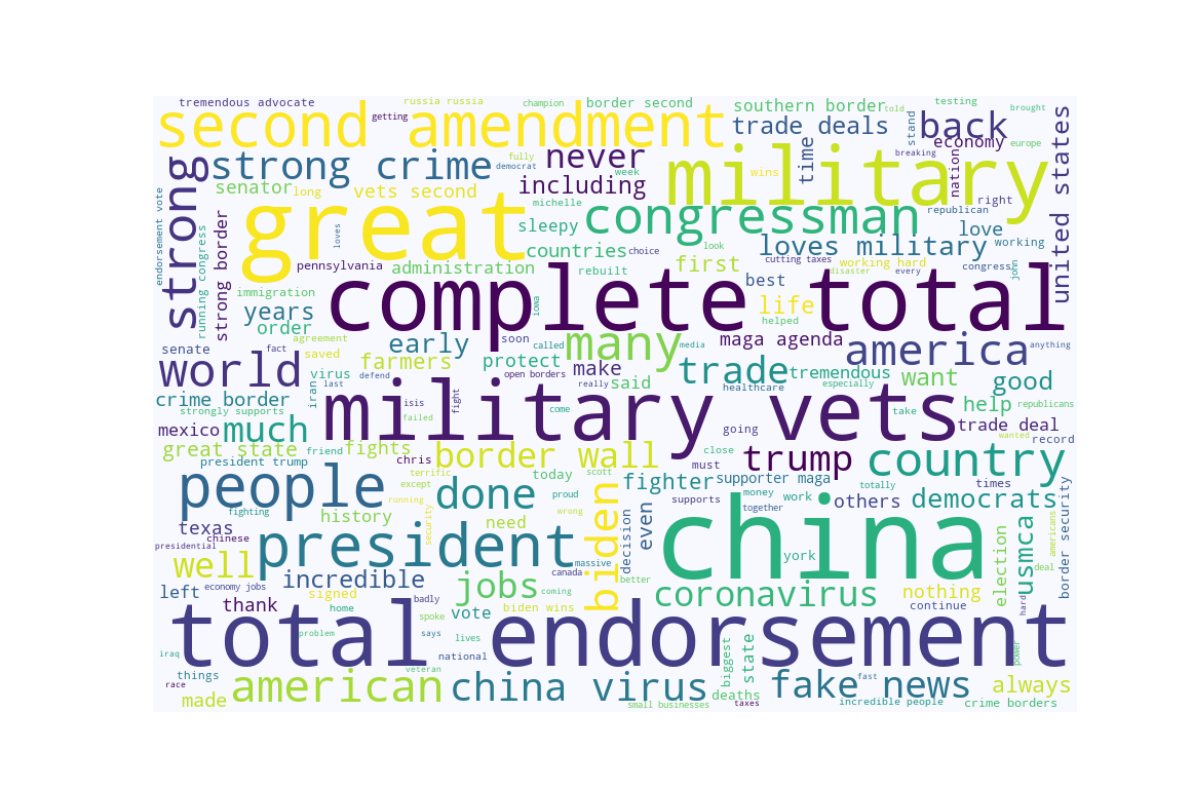 tremendous advocate
russia russia
champion
border second
southern border
told
testing
brought
second amendment
getting
trade deals
stand
back
united states
strong
strong crime
fully
democrat
never
military
wins
time
breaking
economy
europe
nation
endorsement vote
senator
long
vets second
week
including
michelle
republican
right
great
loves
sleepy
congressman
love
running congress
strong border
countries
choice
look
loves military
working
pennsylvania
administration
rebuilt
first
cutting taxes
working hard
congress
john
immigration
complete total
iowa
best
disaster
every
life
years
order
helped
agreement
early
soon
called
many
media
maga agenda
america
anything
senate
fact
saved
farmers
protect
world
virus
last
defend
open borders
make
trade
tremendous
healthcare
especially
want
good
iran
really
said
crime border
isis
fight
military vets
take
help
republicans
strongly supports
failed
come
going
trade deal
wanted
record
mexico
much
great state
friend
fights
chris
border wall
close
must
trump
country
president trump
terrific
today
scott
fighter
supporter maga
totally
times
people
except
running
done
proud
biden
supports
money
work
others
democrats
border security
fighting
security
together
texas
history
need
wrong
decision
even
china
usmca
americans
chinese
presidential
president
massive
york
election
deal
well
economy jobs
incredible
jobs
canada
better
coming
nothing
left
signed
coronavirus
continue
hard
thank
home
badly
spoke
vote
biden wins
total endorsement
problem
says
lives
biggest
state
power
iraq
national
things
veteran
race
made
american
china virus
deaths
fake news
fast
always
small businesses
taxes
incredible people
crime borders